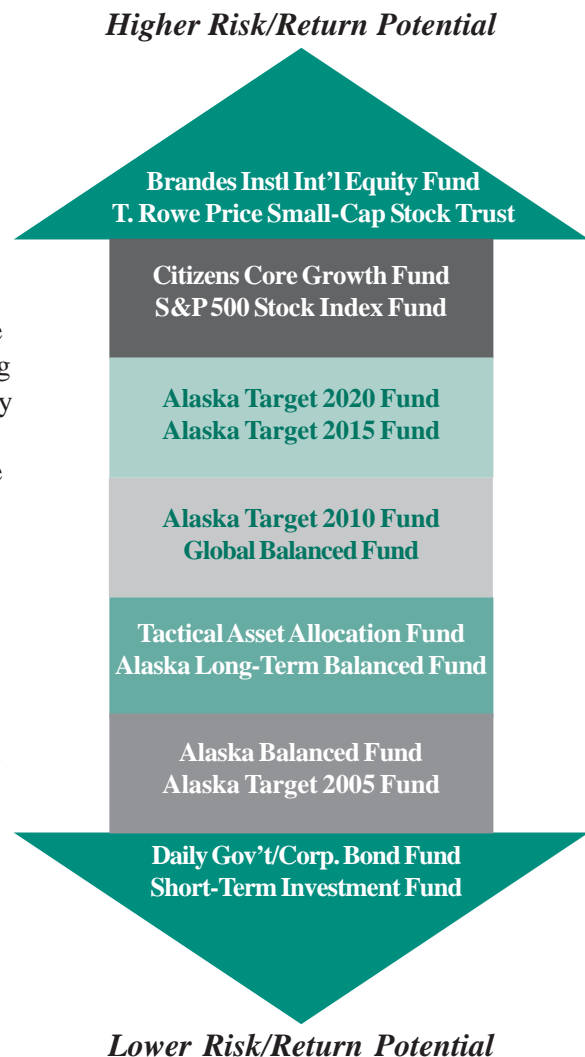 Higher Risk/Return Potential
Brandes Instl Int'l Equity Fund
T. Rowe Price Small-Cap Stock Trust
Citizens Core Growth Fund
S&P 500 Stock Index Fund
Alaska Target 2020 Fund
Alaska Target 2015 Fund
Alaska Target 2010 Fund
Global Balanced Fund
Tactical Asset Allocation Fund
Alaska Long-Term Balanced Fund
Alaska Balanced Fund
Alaska Target 2005 Fund
Daily Gov't/Corp. Bond Fund
Short-Term Investment Fund
Lower Risk/Return Potential